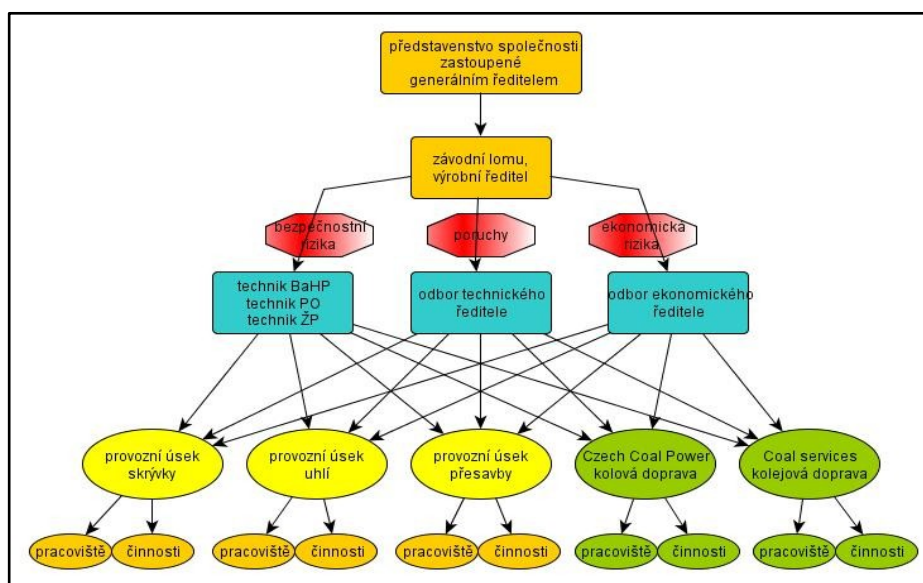 představenstvo společnosti
zastoupené
generálním ředitelem
závodní lomu,
výrobní ředitel
bezpečnostní
rizika
poruchy
ekonomická
rizika
technik BaHP
technik PO
technik ŽP
odbor technického
ředitele
odbor ekonomického
ředitele
provozní úsek
skrývky
provozní úsek
uhlí
provozní úsek
přesavby
Czech Coal Power
kolová doprava
Coal services
kolejová doprava
pracoviště
činnosti
pracoviště
činnosti
pracoviště
činnosti
pracoviště
činnosti
pracoviště
činnosti